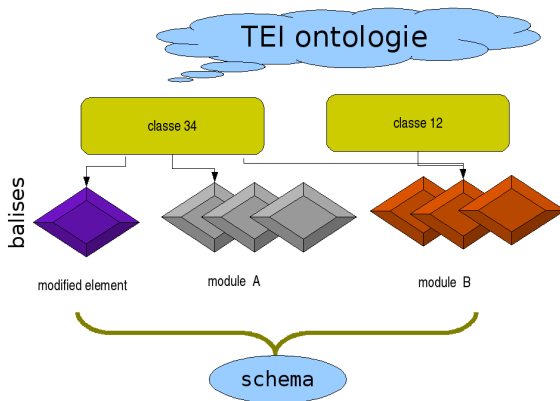 TEI ontologie
classe 34
classe 12
balises
modified element
module A
module B
schema